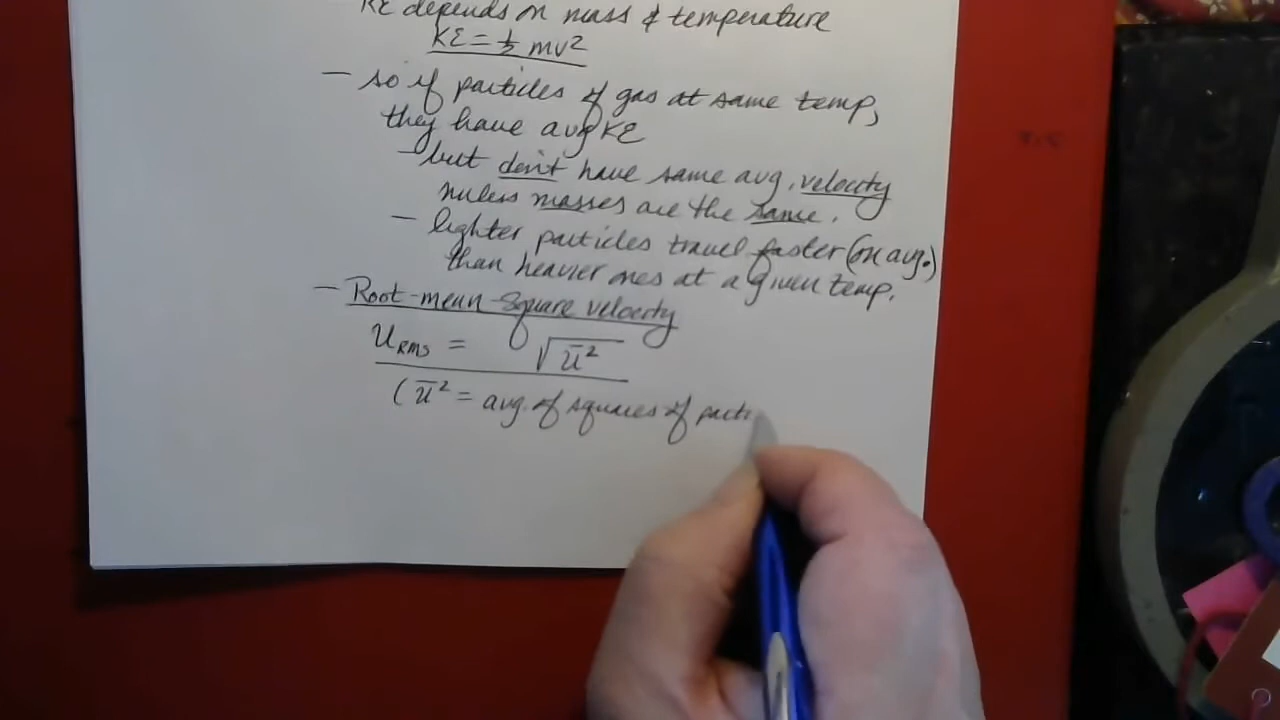 KE depends on mass & temperature
KE = ½ mv²
- so if particles of gas at same temp,
they have avg KE
- but don't have same avg. velocity
unless masses are the same.
- lighter particles travel faster (on avg.)
than heavier ones at a given temp.
- Root-mean-square velocity
u_RMS = √ū²
(ū² = avg. of squares of parti